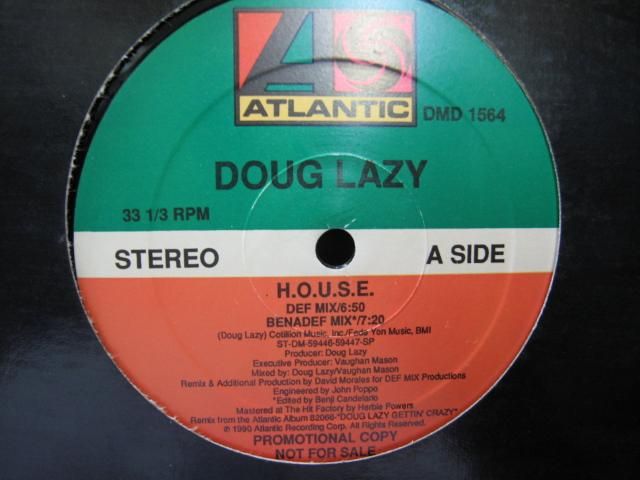 ATLANTIC
DMD 1564
DOUG LAZY
33 1/3 RPM
STEREO
A SIDE
H.O.U.S.E.
DEF MIX/6:50
BENADEF MIX*/7:20
(Doug Lazy) Cotillion Music, Inc./Fada Yon Music, BMI
ST-DM-59446-59447-SP
Producer: Doug Lazy
Executive Producer: Vaughan Mason
Mixed by: Doug Lazy/Vaughan Mason
Remix & Additional Production by David Morales for DEF MIX Productions
Engineered by John Poppo
*Edited by Benji Candelario
Mastered at The Hit Factory by Herbie Powers
Remix from the Atlantic Album 82066-"DOUG LAZY GETTIN' CRAZY"
℗ 1990 Atlantic Recording Corp. All Rights Reserved.
PROMOTIONAL COPY
NOT FOR SALE